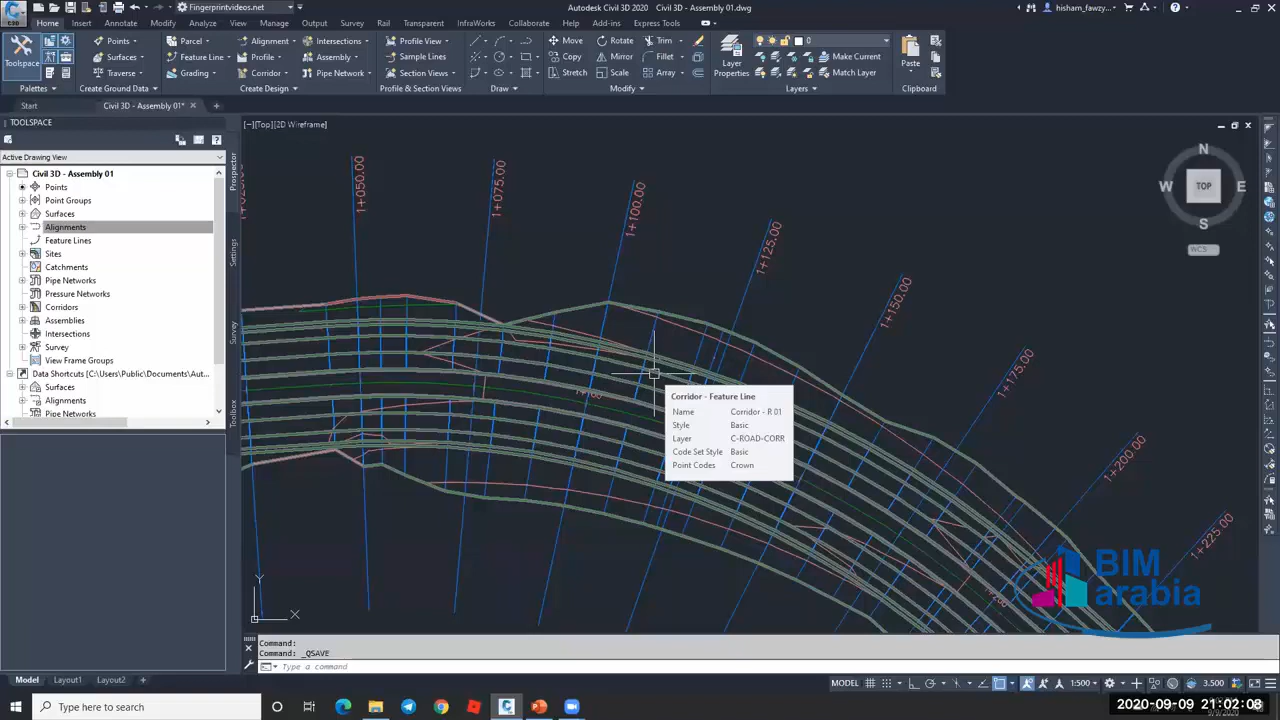 C3D
Fingerprintvideos.net
Autodesk Civil 3D 2020 - Assembly 01.dwg
hisham_fawzy...
Home Insert Annotate Modify Analyze View Manage Output Survey Rail Transparent InfraWorks Collaborate Help Add-ins Express Tools
Toolspace
Points
Surfaces
Traverse
Parcel
Feature Line
Grading
Alignment
Profile
Corridor
Intersections
Assembly
Pipe Network
Profile View
Sample Lines
Section Views
Move Rotate Trim
Copy Mirror Fillet
Stretch Scale Array
Layer
Properties
0
Make Current
Match Layer
Paste
Palettes Create Ground Data Create Design Profile & Section Views Draw Modify Layers Clipboard
Start Civil 3D - Assembly 01*
TOOLSPACE
Active Drawing View
Civil 3D - Assembly 01
Points
Point Groups
Surfaces
Alignments
Feature Lines
Sites
Catchments
Pipe Networks
Pressure Networks
Corridors
Assemblies
Intersections
Survey
View Frame Groups
Data Shortcuts [C:\Users\Public\Documents\Aut...
Surfaces
Alignments
Pipe Networks
Prospector
Settings
Survey
Toolbox
[−][Top][2D Wireframe]
1+050.00
1+075.00
1+100.00
1+125.00
1+150.00
1+175.00
1+200.00
1+225.00
N
W TOP E
S
WCS
Corridor - Feature Line
Name Corridor - R 01
Style Basic
Layer C-ROAD-CORR
Code Set Style Basic
Point Codes Crown
BIM
arabia
Y
X
Command:
Command: _QSAVE
Type a command
Model Layout1 Layout2 +
MODEL
1:500
3.500
Type here to search
2020-09-09 21:02:08